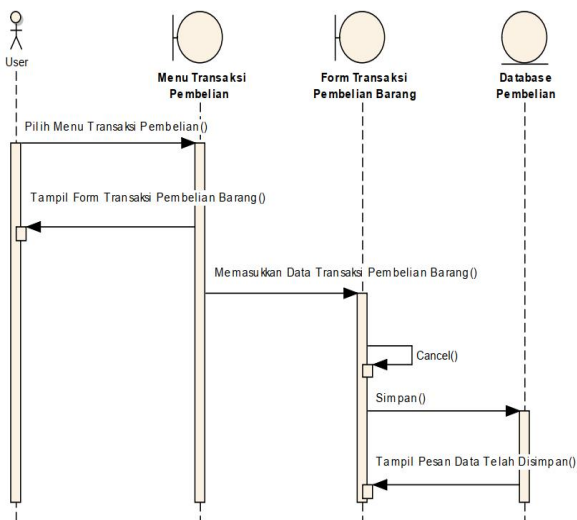 User
Menu Transaksi
Pembelian
Form Transaksi
Pembelian Barang
Database
Pembelian
Pilih Menu Transaksi Pembelian()
Tampil Form Transaksi Pembelian Barang()
Memasukkan Data Transaksi Pembelian Barang()
Cancel()
Simpan()
Tampil Pesan Data Telah Disimpan()